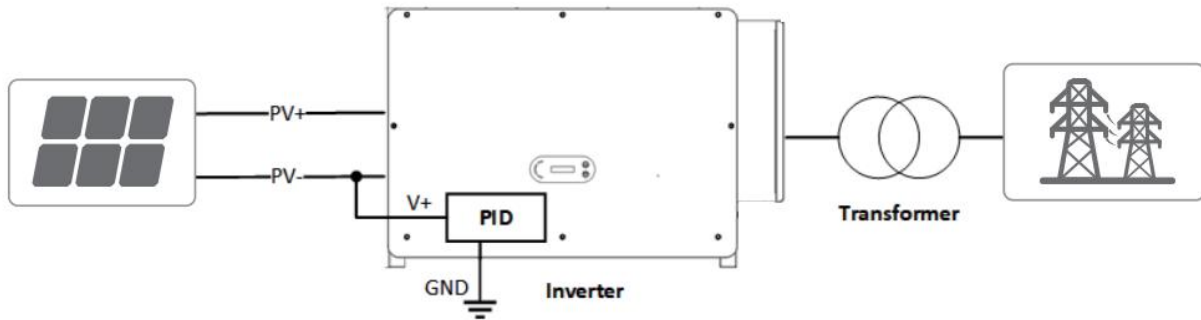 PV+
PV-
V+
PID
GND
Inverter
Transformer